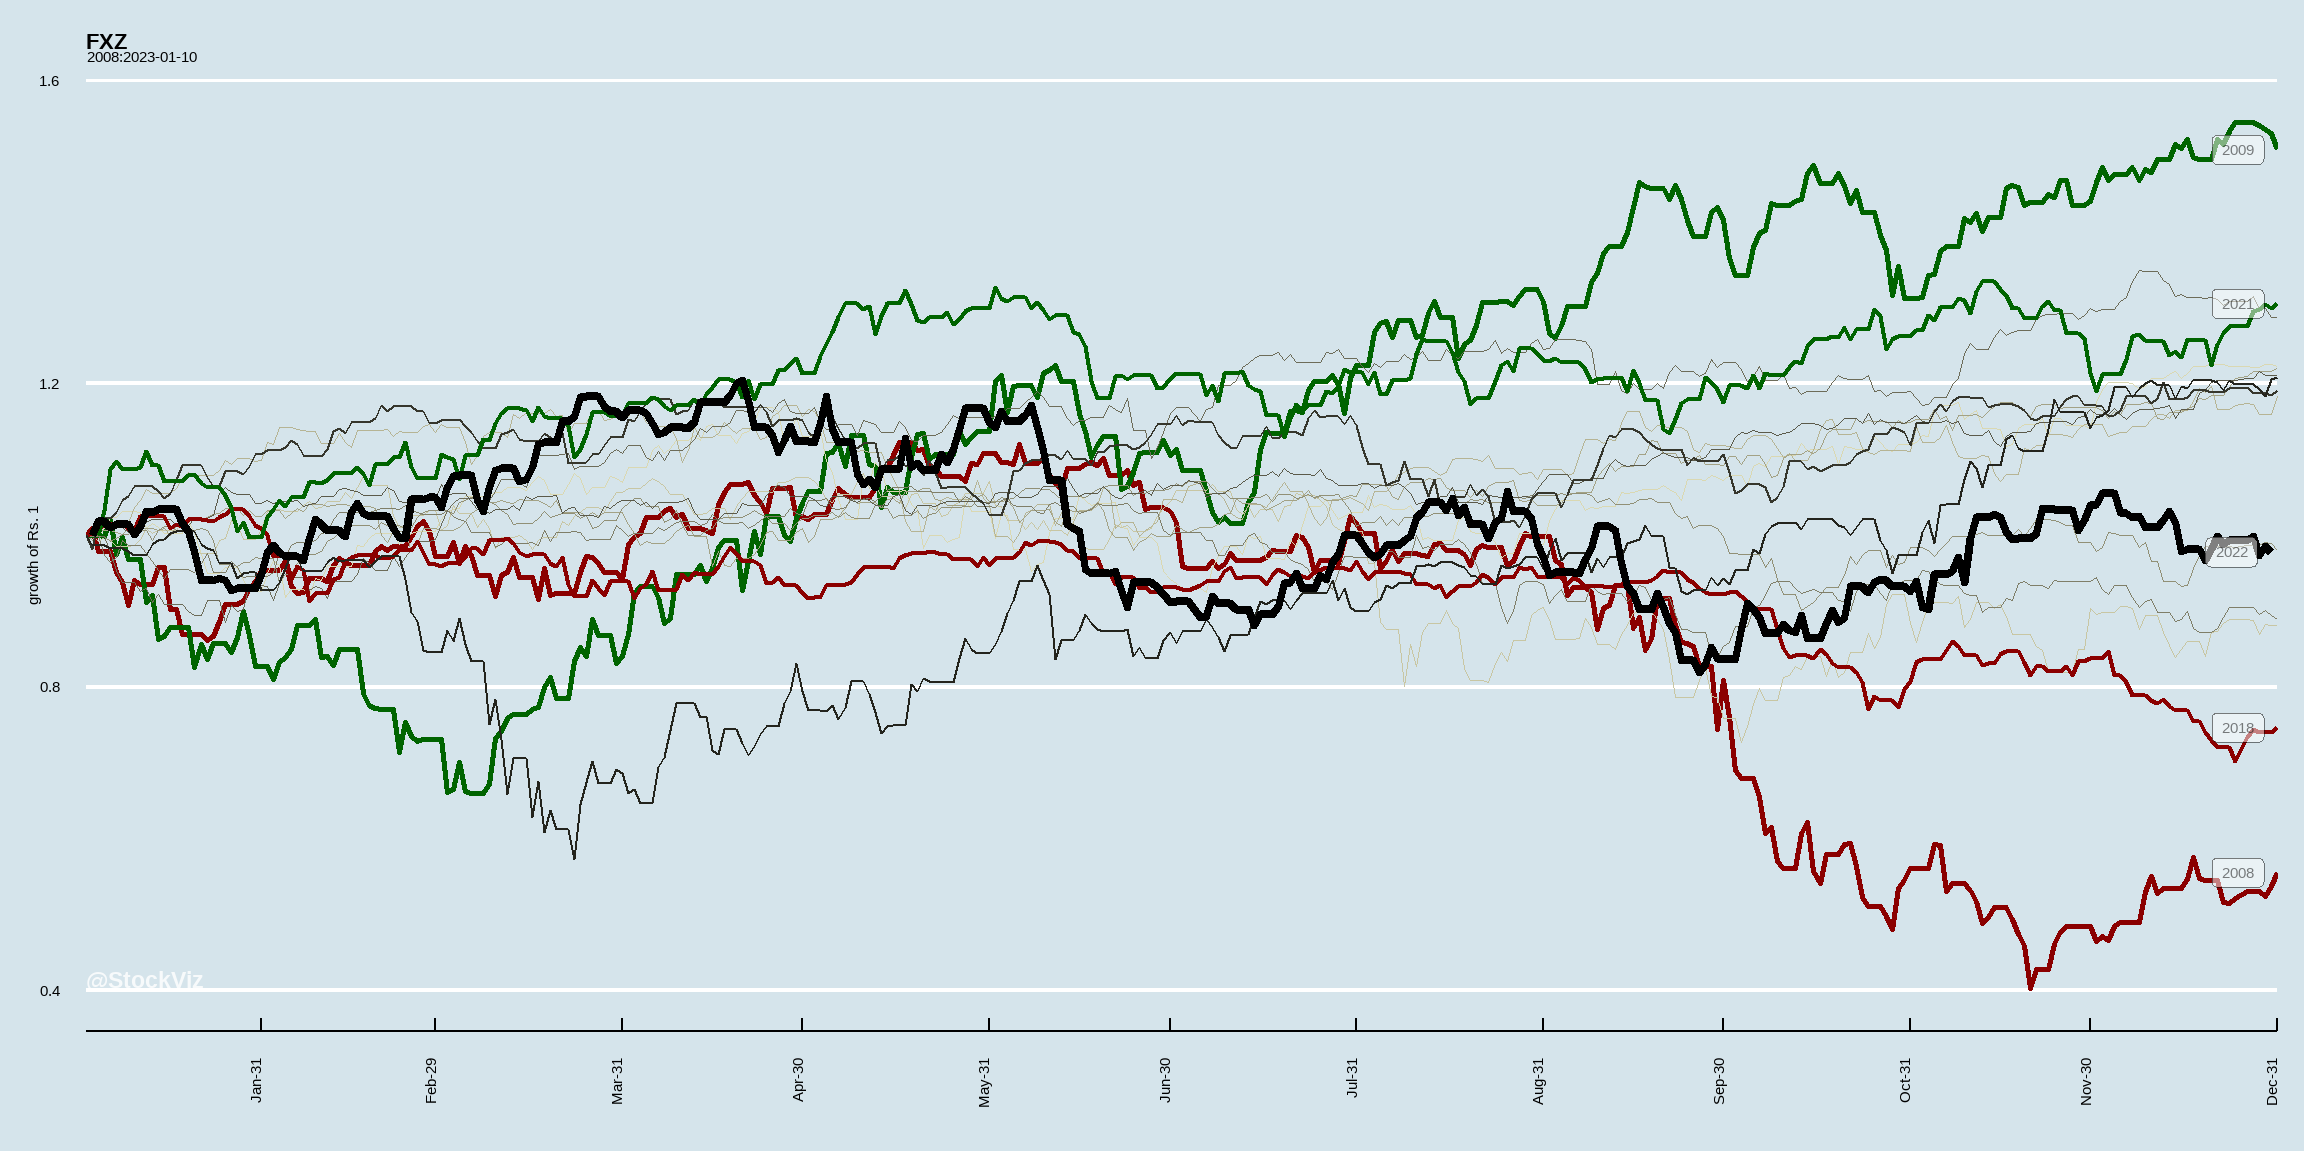 FXZ
2008:2023-01-10
1.6
1.2
0.8
0.4
growth of Rs. 1
2009
2021
2022
2018
2008
@StockViz
Jan-31
Feb-29
Mar-31
Apr-30
May-31
Jun-30
Jul-31
Aug-31
Sep-30
Oct-31
Nov-30
Dec-31